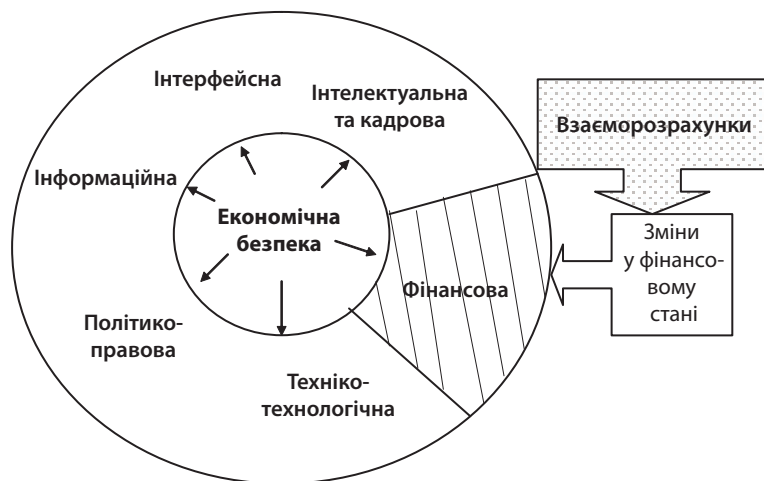 Інтерфейсна
Інтелектуальна
та кадрова
Взаєморозрахунки
Інформаційна
Економічна
безпека
Зміни
у фінансо-
вому
стані
Фінансова
Політико-
правова
Техніко-
технологічна